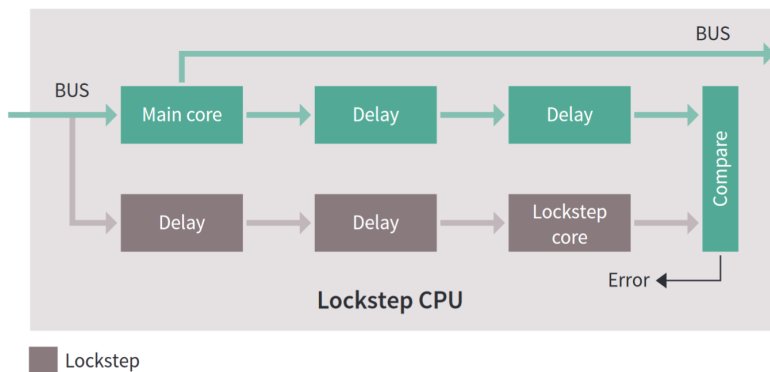 BUS
BUS
Main core
Delay
Delay
Compare
Delay
Delay
Lockstep
core
Error
Lockstep CPU
Lockstep